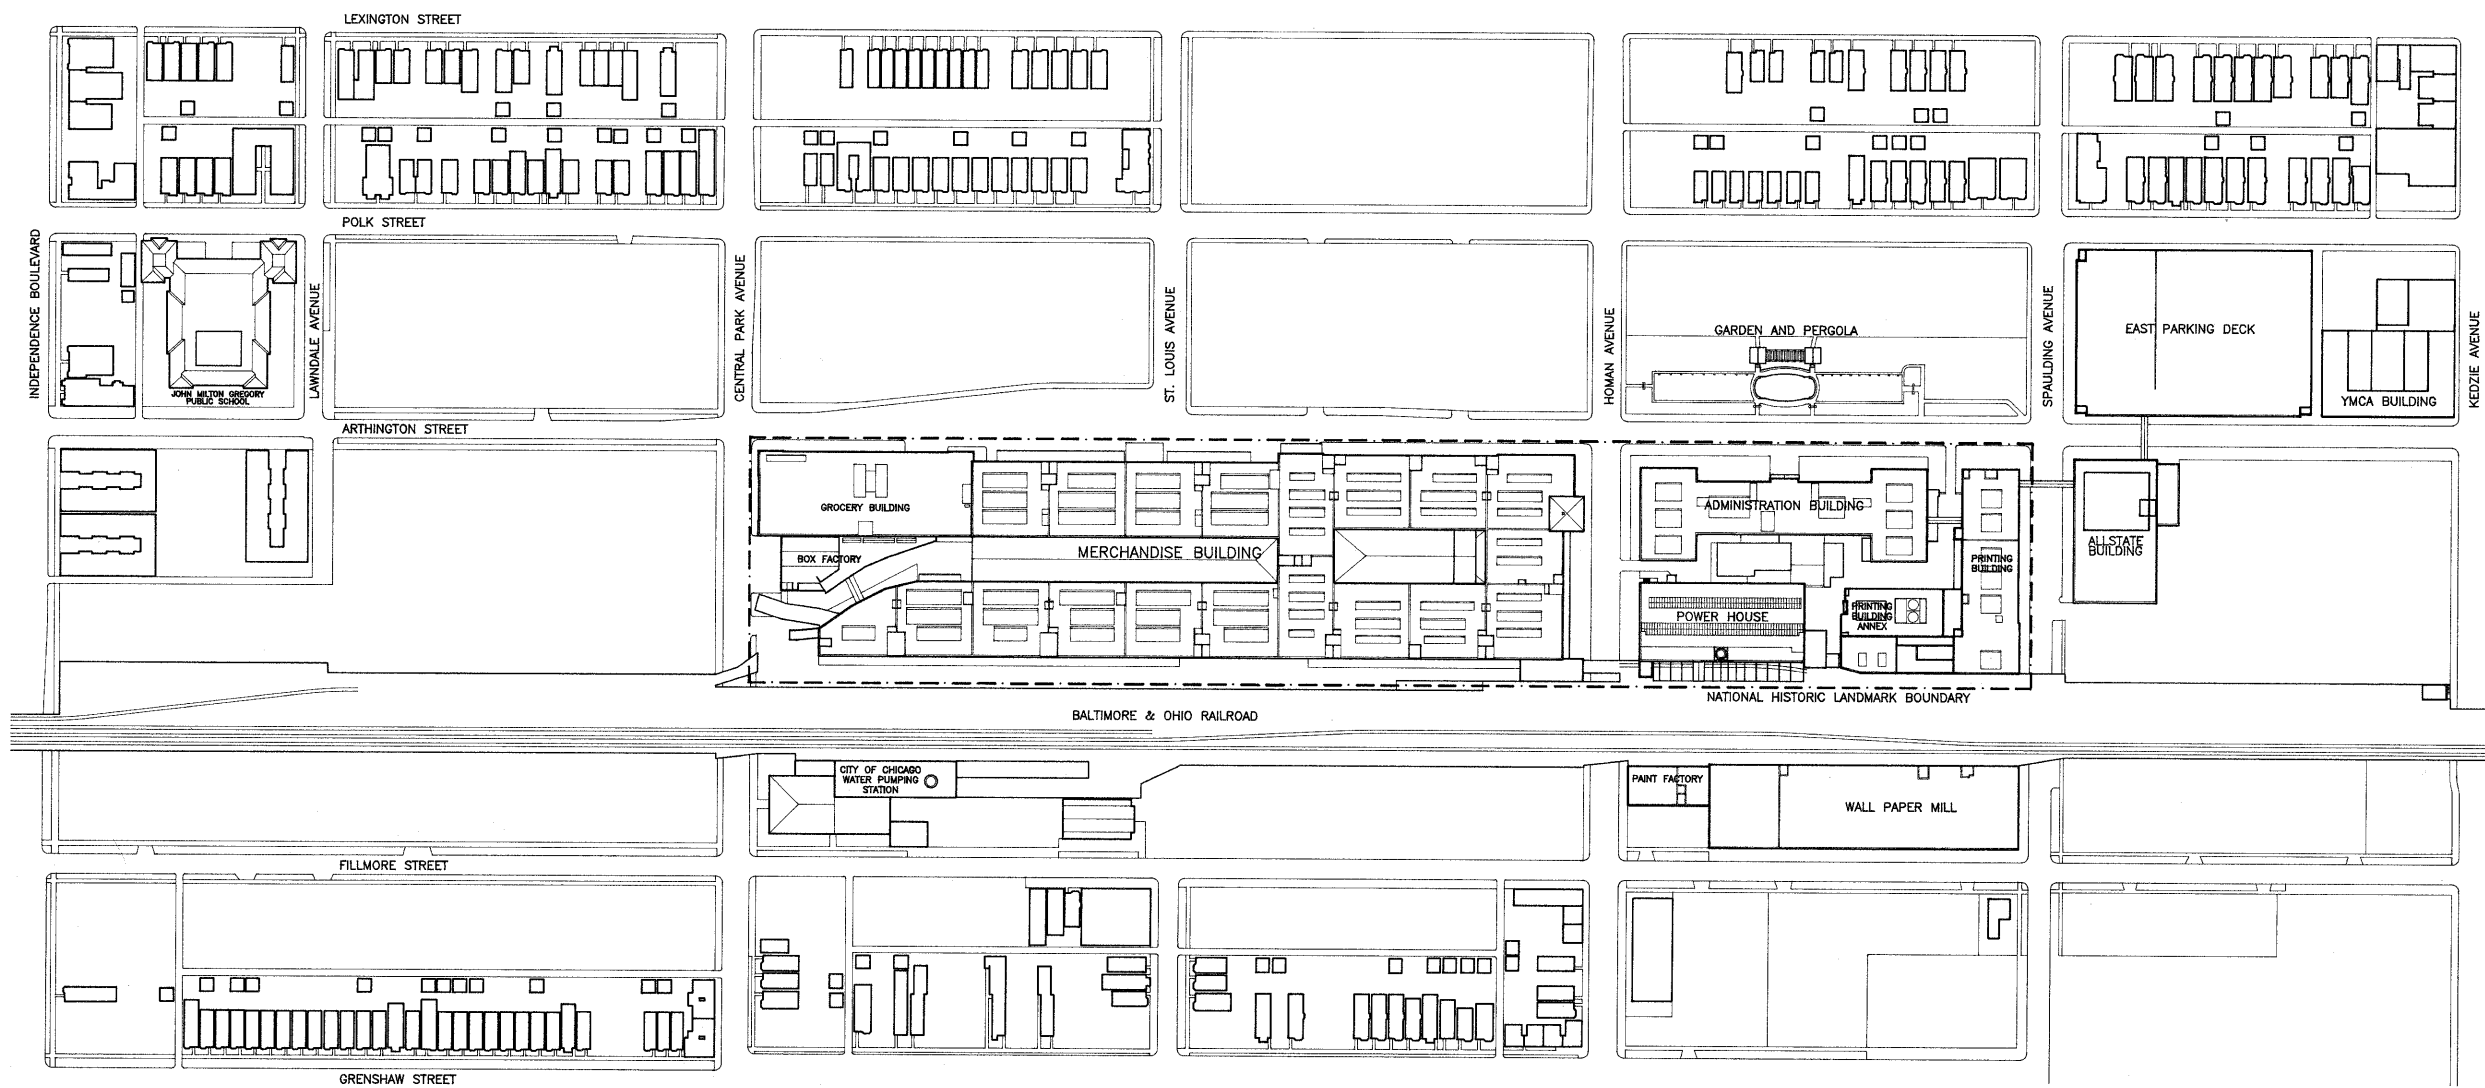 LEXINGTON STREET
POLK STREET
INDEPENDENCE BOULEVARD
LAWNDALE AVENUE
CENTRAL PARK AVENUE
ST. LOUIS AVENUE
HOMAN AVENUE
SPAULDING AVENUE
KEDZIE AVENUE
JOHN MILTON GREGORY
PUBLIC SCHOOL
GARDEN AND PERGOLA
EAST PARKING DECK
YMCA BUILDING
ARTHINGTON STREET
GROCERY BUILDING
BOX FACTORY
MERCHANDISE BUILDING
ADMINISTRATION BUILDING
PRINTING
BUILDING
ALLSTATE
BUILDING
POWER HOUSE
PRINTING
BUILDING
ANNEX
NATIONAL HISTORIC LANDMARK BOUNDARY
BALTIMORE & OHIO RAILROAD
CITY OF CHICAGO
WATER PUMPING
STATION
PAINT FACTORY
WALL PAPER MILL
FILLMORE STREET
GRENSHAW STREET